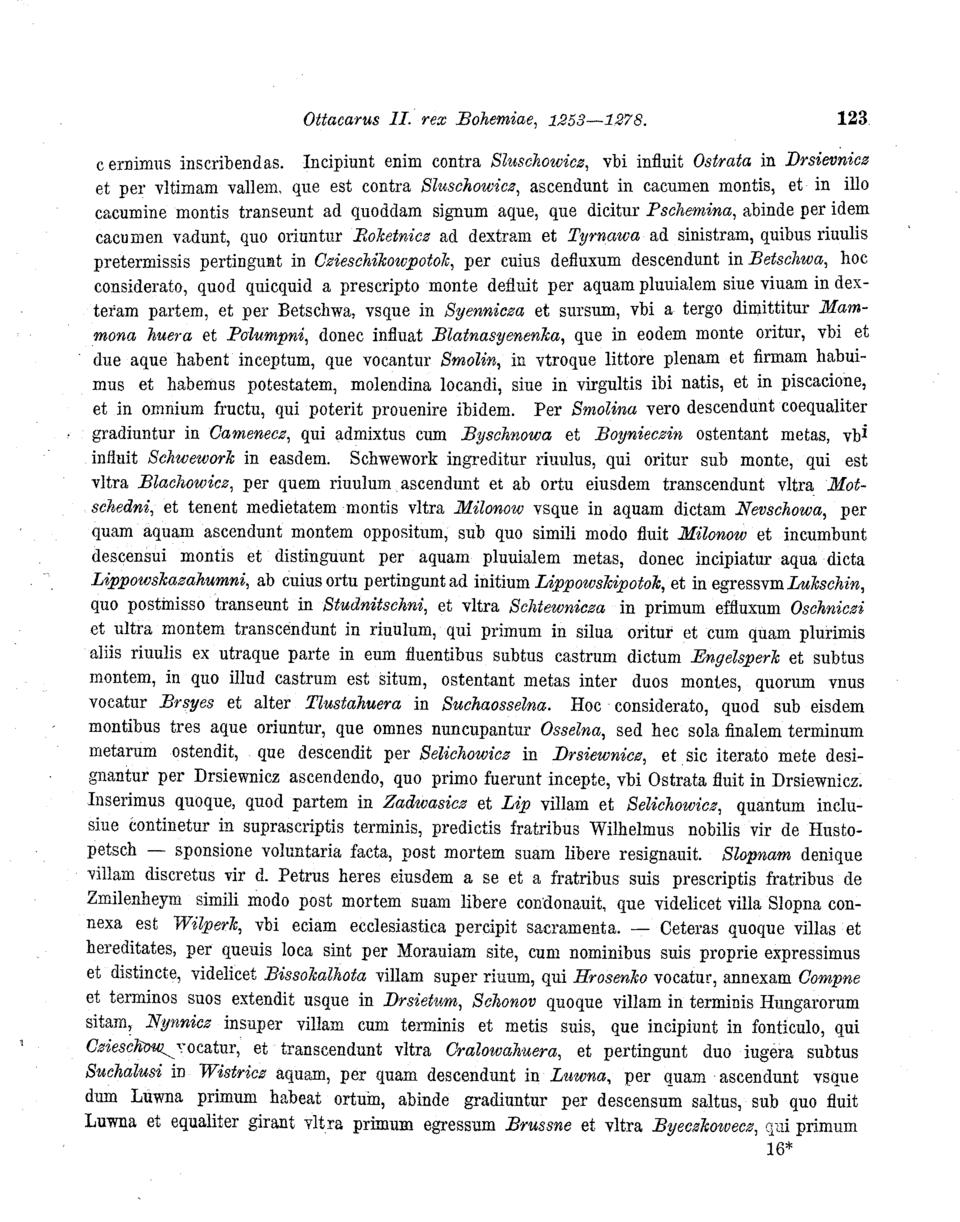 Ottacarus II. rex Bohemiae, 1253—1278. 123
cernimus inscribendas. Incipiunt enim contra Sluschowicz, vbi influit Ostrata in Drsievnicz
et per vltimam vallem, que est contra Sluschowicz, ascendunt in cacumen montis, et in illo
cacumine montis transeunt ad quoddam signum aque, que dicitur Pschemina, abinde per idem
cacumen vadunt, quo oriuntur Roketnicz ad dextram et Tyrnawa ad sinistram, quibus riuulis
pretermissis pertingunt in Czieschikowpotok, per cuius defluxum descendunt in Betschwa, hoc
considerato, quod quicquid a prescripto monte defluit per aquam pluuialem siue viuam in dex-
teram partem, et per Betschwa, vsque in Syennicza et sursum, vbi a tergo dimittitur Mam-
mona huera et Polumpni, donec influat Blatnasyenenka, que in eodem monte oritur, vbi et
due aque habent inceptum, que vocantur Smolin, in vtroque littore plenam et firmam habui-
mus et habemus potestatem, molendina locandi, siue in virgultis ibi natis, et in piscacione,
et in omnium fructu, qui poterit prouenire ibidem. Per Smolina vero descendunt coequaliter
gradiuntur in Camenecz, qui admixtus cum Byschnowa et Boynieczin ostentant metas, vbi
influit Schwework in easdem. Schwework ingreditur riuulus, qui oritur sub monte, qui est
vltra Blachowicz, per quem riuulum ascendunt et ab ortu eiusdem transcendunt vltra Mot-
schedni, et tenent medietatem montis vltra Milonow vsque in aquam dictam Nevschowa, per
quam aquam ascendunt montem oppositum, sub quo simili modo fluit Milonow et incumbunt
descensui montis et distinguunt per aquam pluuialem metas, donec incipiatur aqua dicta
Lippowskazahumni, ab cuius ortu pertingunt ad initium Lippowskipotok, et in egressvm Lukschin,
quo postmisso transeunt in Studnitschni, et vltra Schtewnicza in primum effluxum Oschniczi
et ultra montem transcendunt in riuulum, qui primum in silua oritur et cum quam plurimis
aliis riuulis ex utraque parte in eum fluentibus subtus castrum dictum Engelsperk et subtus
montem, in quo illud castrum est situm, ostentant metas inter duos montes, quorum vnus
vocatur Brsyes et alter Tlustahuera in Suchaosselna. Hoc considerato, quod sub eisdem
montibus tres aque oriuntur, que omnes nuncupantur Osselna, sed hec sola finalem terminum
metarum ostendit, que descendit per Selichowicz in Drsiewnicz, et sic iterato mete desi-
gnantur per Drsiewnicz ascendendo, quo primo fuerunt incepte, vbi Ostrata fluit in Drsiewnicz.
Inserimus quoque, quod partem in Zadwasicz et Lip villam et Selichowicz, quantum inclu-
siue continetur in suprascriptis terminis, predictis fratribus Wilhelmus nobilis vir de Husto-
petsch — sponsione voluntaria facta, post mortem suam libere resignauit. Slopnam denique
villam discretus vir d. Petrus heres eiusdem a se et a fratribus suis prescriptis fratribus de
Zmilenheym simili modo post mortem suam libere condonauit, que videlicet villa Slopna con-
nexa est Wilperk, vbi eciam ecclesiastica percipit sacramenta. — Ceteras quoque villas et
hereditates, per queuis loca sint per Morauiam site, cum nominibus suis proprie expressimus
et distincte, videlicet Bissokalhota villam super riuum, qui Hrosenko vocatur, annexam Compne
et terminos suos extendit usque in Drsietum, Schonov quoque villam in terminis Hungarorum
sitam, Nynnicz insuper villam cum terminis et metis suis, que incipiunt in fonticulo, qui
Czieschow vocatur, et transcendunt vltra Cralowahuera, et pertingunt duo iugera subtus
Suchalusi in Wistricz aquam, per quam descendunt in Luwna, per quam ascendunt vsque
dum Luwna primum habeat ortum, abinde gradiuntur per descensum saltus, sub quo fluit
Luwna et equaliter girant vltra primum egressum Brussne et vltra Byeczkowecz, qui primum
16*